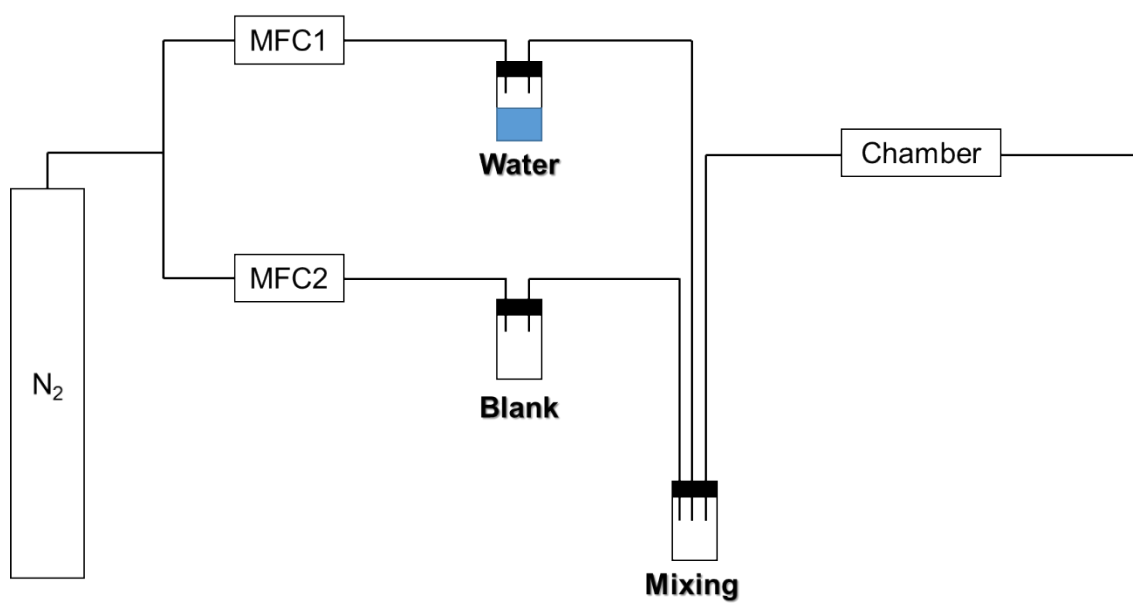 MFC1
Water
Chamber
MFC2
N₂
Blank
Mixing